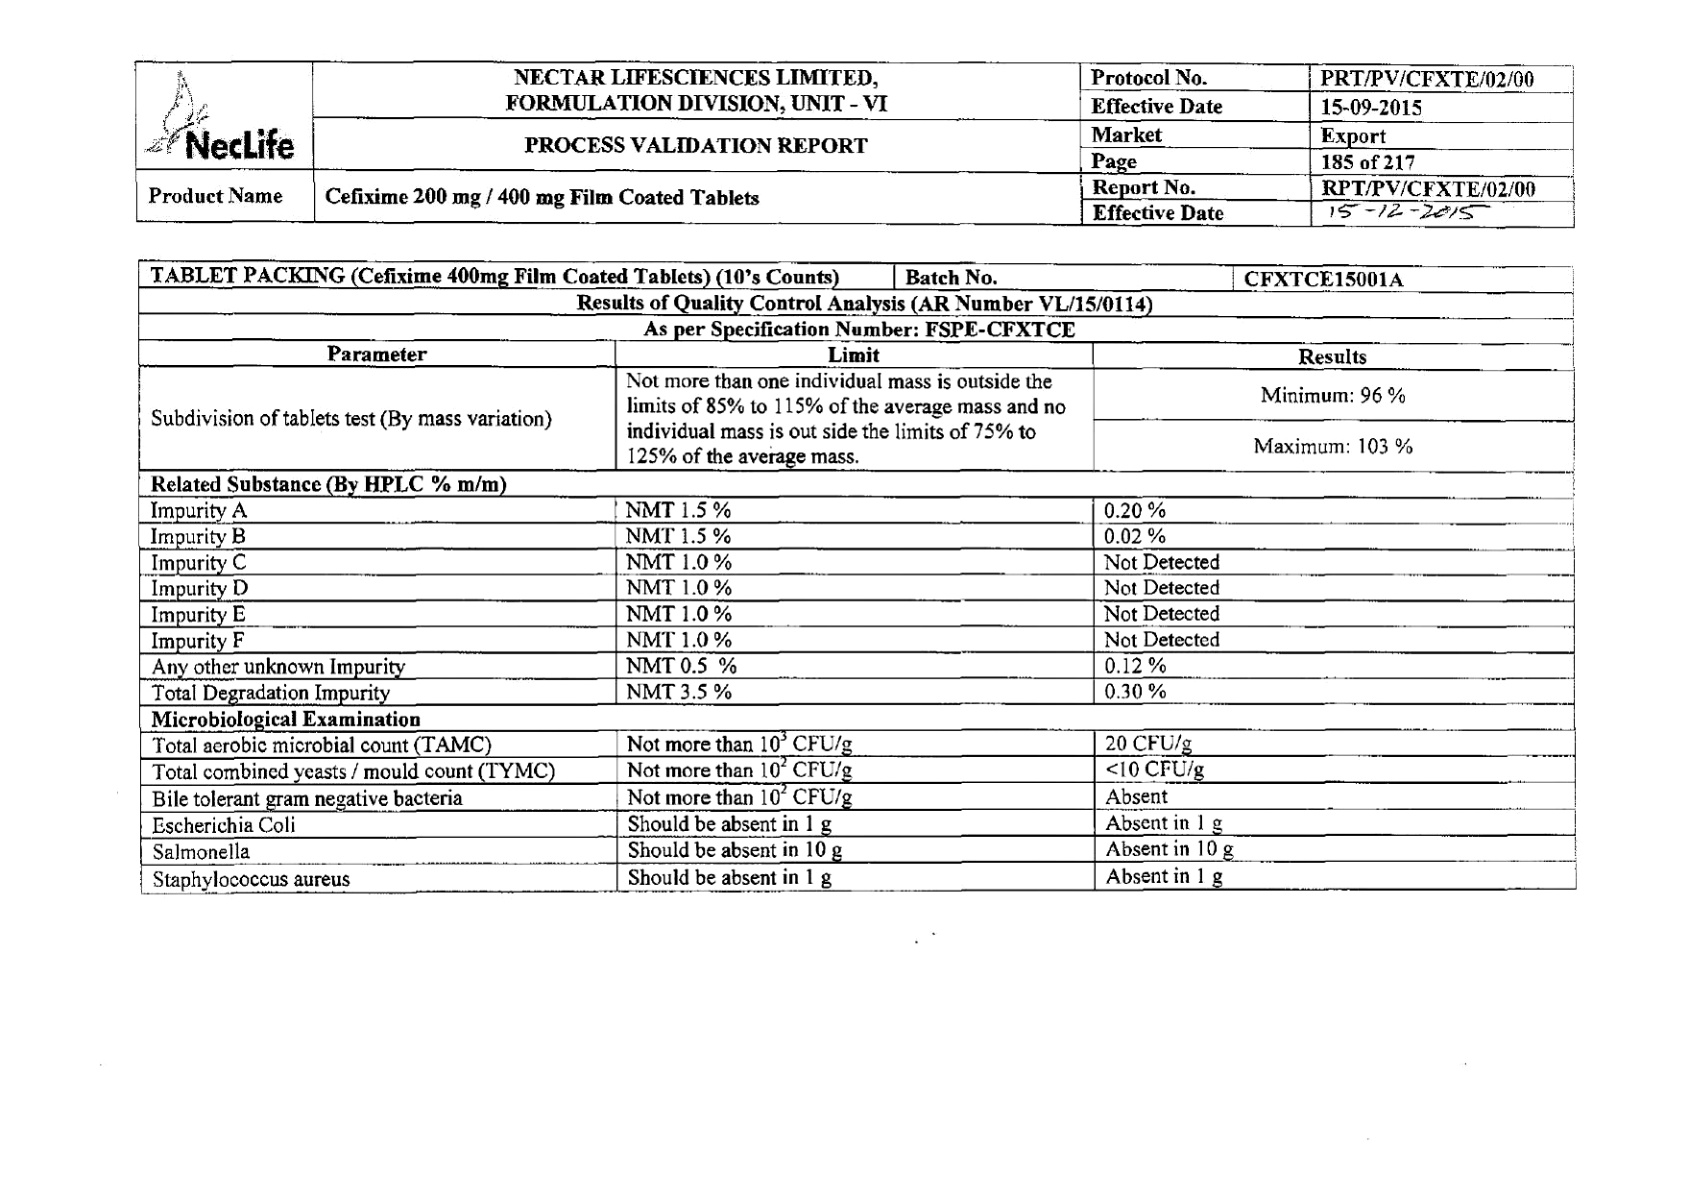 NecLife
NECTAR LIFESCIENCES LIMITED,
FORMULATION DIVISION, UNIT - VI
PROCESS VALIDATION REPORT
Protocol No. PRT/PV/CFXTE/02/00
Effective Date 15-09-2015
Market Export
Page 185 of 217
Product Name Cefixime 200 mg / 400 mg Film Coated Tablets
Report No. RPT/PV/CFXTE/02/00
Effective Date 15-12-2015
TABLET PACKING (Cefixime 400mg Film Coated Tablets) (10's Counts) Batch No. CFXTCE15001A
Results of Quality Control Analysis (AR Number VL/15/0114)
As per Specification Number: FSPE-CFXTCE
Parameter Limit Results
Subdivision of tablets test (By mass variation)
Not more than one individual mass is outside the
limits of 85% to 115% of the average mass and no
individual mass is out side the limits of 75% to
125% of the average mass.
Minimum: 96 %
Maximum: 103 %
Related Substance (By HPLC % m/m)
Impurity A NMT 1.5 % 0.20 %
Impurity B NMT 1.5 % 0.02 %
Impurity C NMT 1.0 % Not Detected
Impurity D NMT 1.0 % Not Detected
Impurity E NMT 1.0 % Not Detected
Impurity F NMT 1.0 % Not Detected
Any other unknown Impurity NMT 0.5 % 0.12 %
Total Degradation Impurity NMT 3.5 % 0.30 %
Microbiological Examination
Total aerobic microbial count (TAMC) Not more than 10³ CFU/g 20 CFU/g
Total combined yeasts / mould count (TYMC) Not more than 10² CFU/g <10 CFU/g
Bile tolerant gram negative bacteria Not more than 10² CFU/g Absent
Escherichia Coli Should be absent in 1 g Absent in 1 g
Salmonella Should be absent in 10 g Absent in 10 g
Staphylococcus aureus Should be absent in 1 g Absent in 1 g